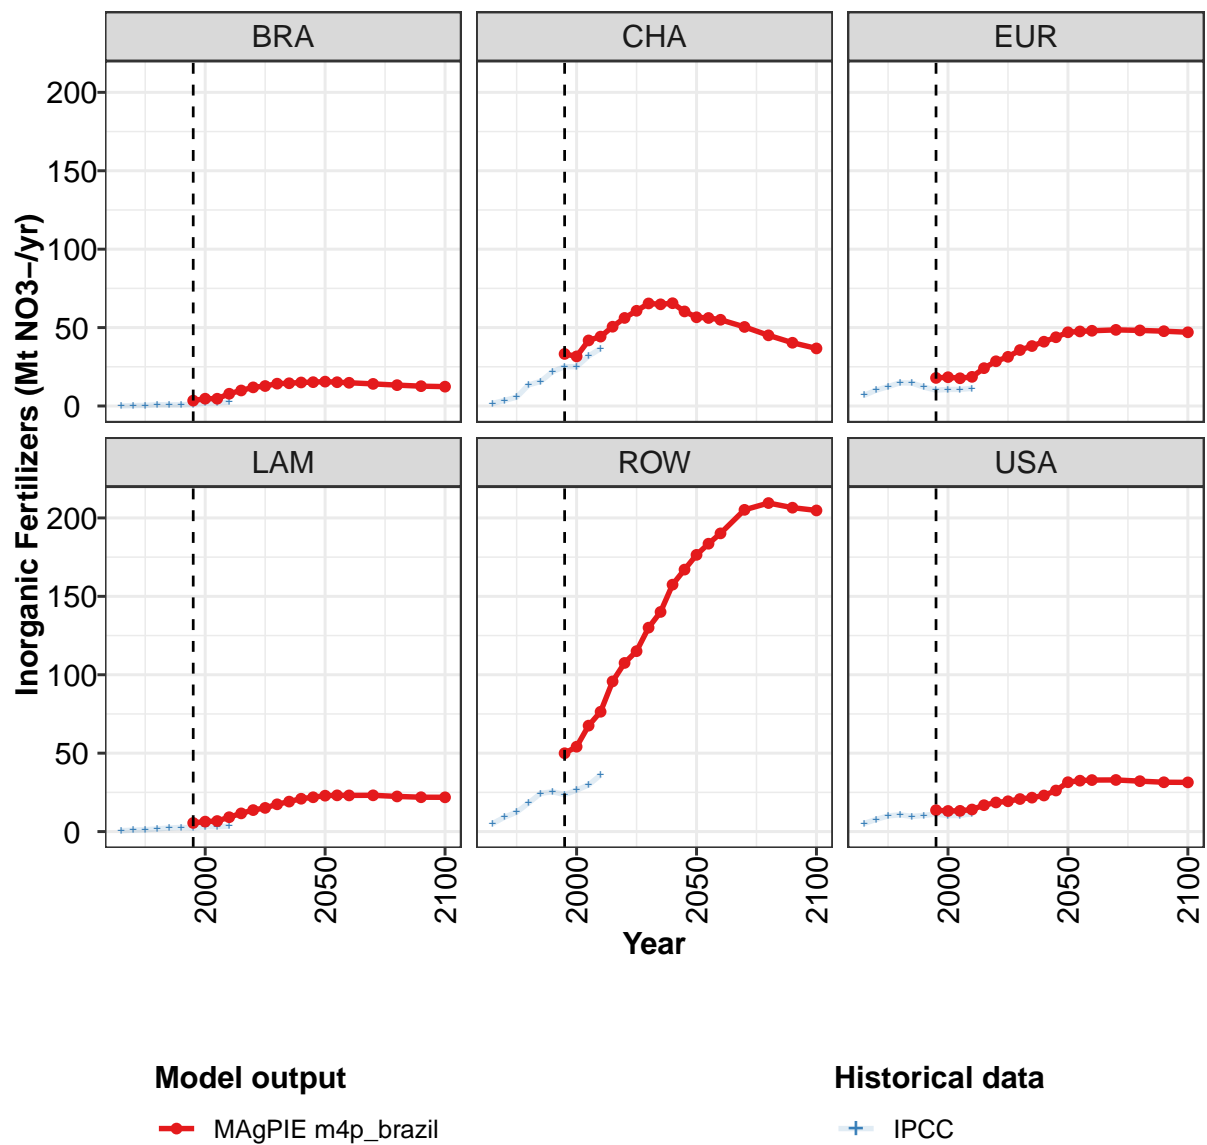 BRA CHA EUR
200
150
100
50
0
LAM ROW USA
200
150
100
50
0
Inorganic Fertilizers (Mt NO3−/yr)
2000 2050 2100 2000 2050 2100 2000 2050 2100
Year
Model output Historical data
MAgPIE m4p_brazil IPCC